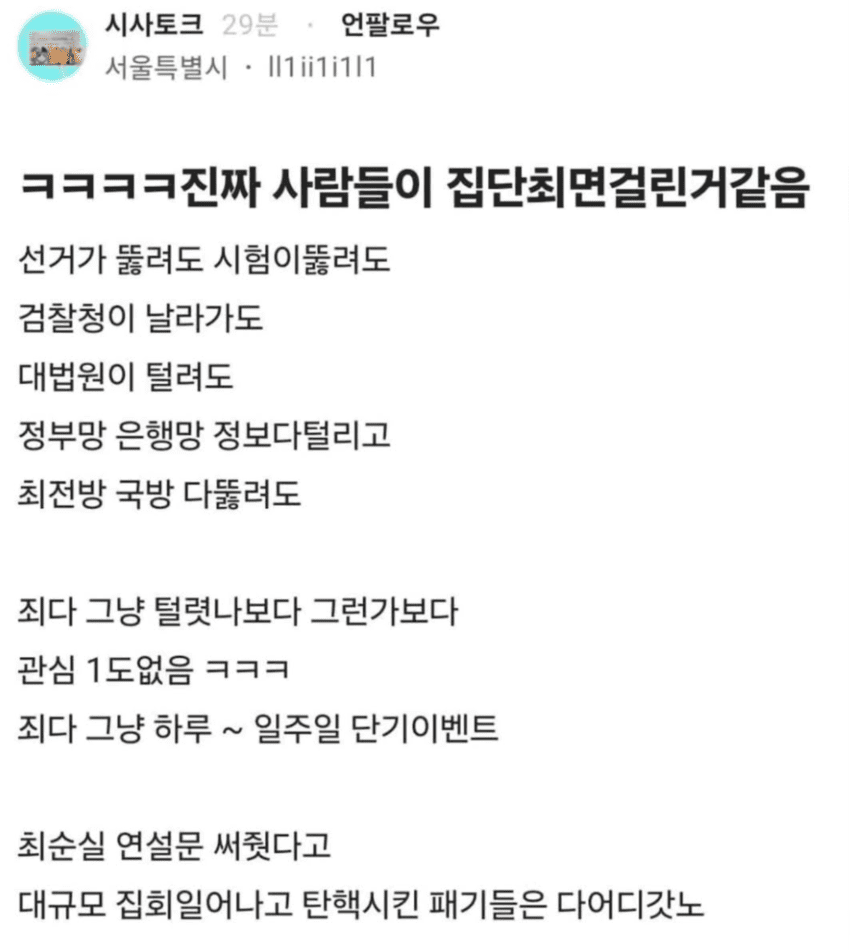 시사토크 29분 · 언팔로우
서울특별시 · ll1ii1i1l1
ㅋㅋㅋㅋ진짜 사람들이 집단최면걸린거같음
선거가 뚫려도 시험이뚫려도
검찰청이 날라가도
대법원이 털려도
정부망 은행망 정보다털리고
최전방 국방 다뚫려도
죄다 그냥 털렷나보다 그런가보다
관심 1도없음 ㅋㅋㅋ
죄다 그냥 하루 ~ 일주일 단기이벤트
최순실 연설문 써줫다고
대규모 집회일어나고 탄핵시킨 패기들은 다어디갓노